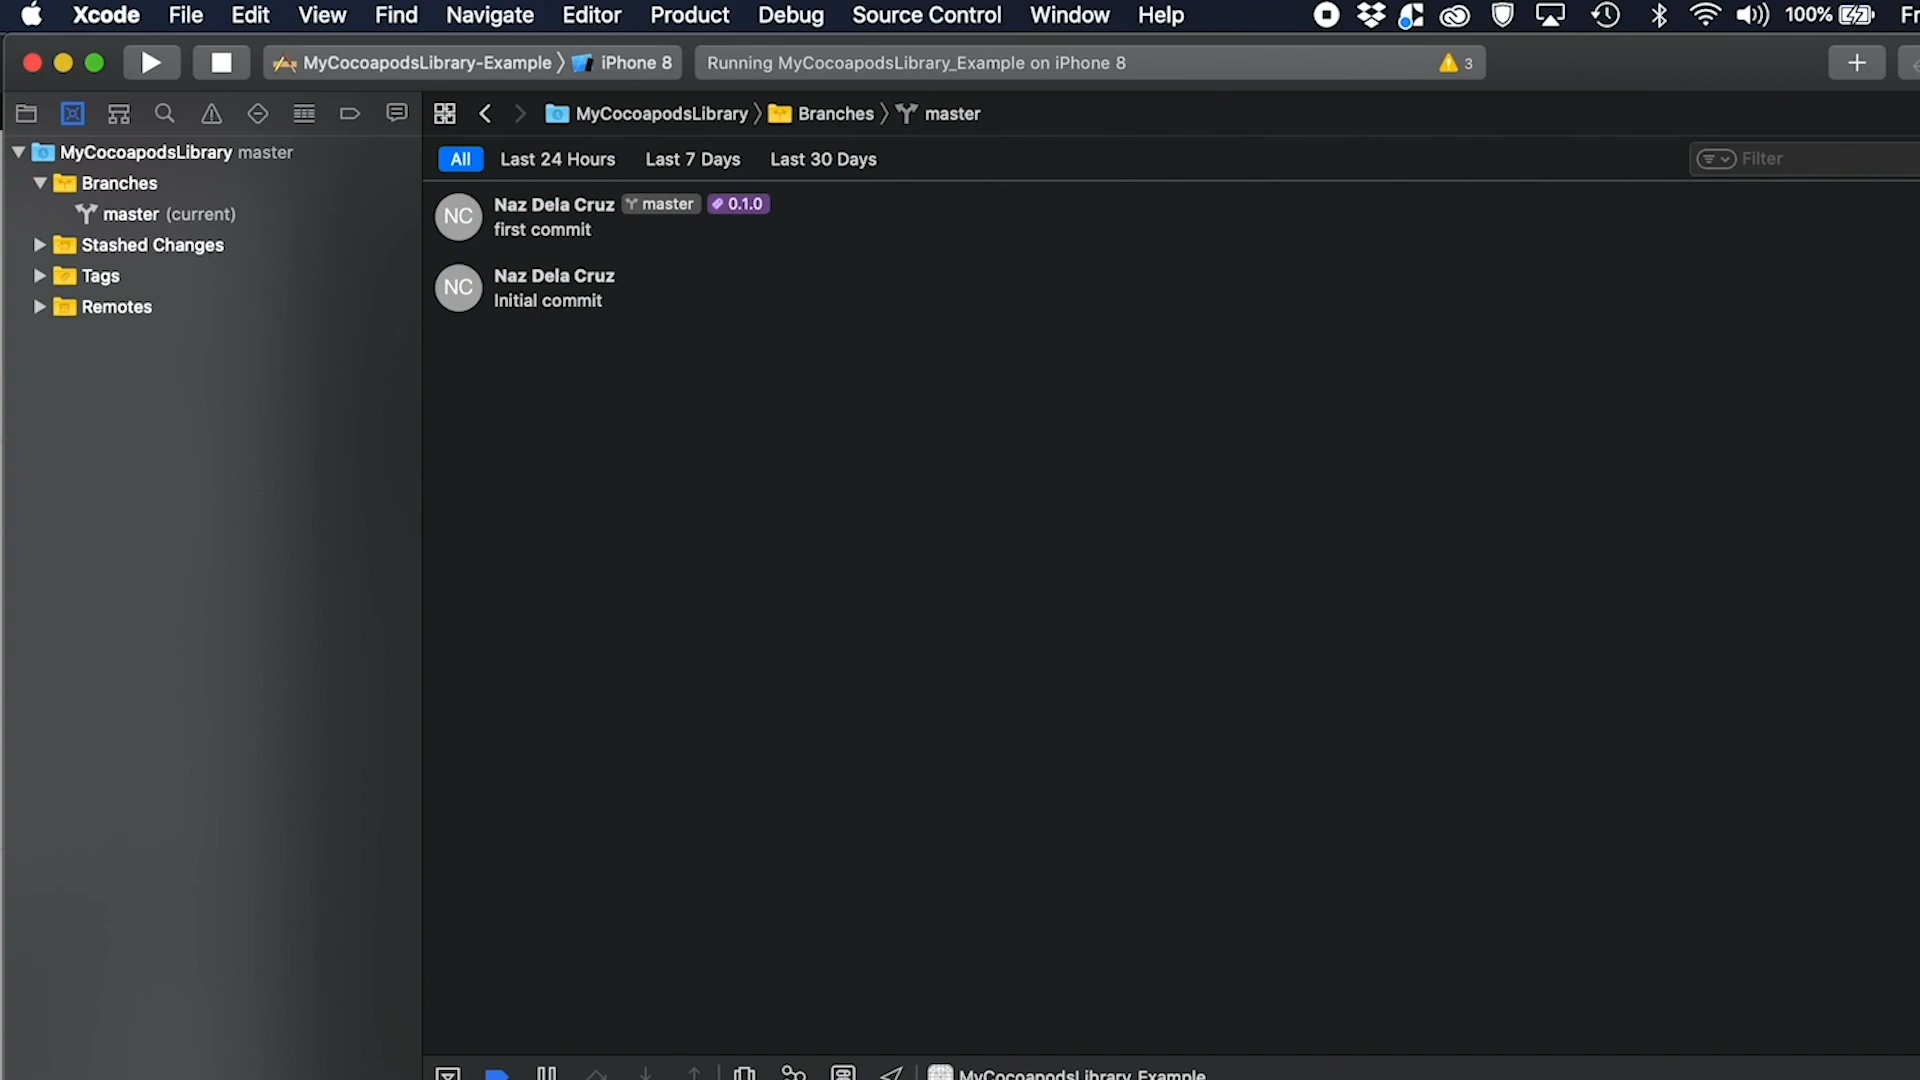 Xcode File Edit View Find Navigate Editor Product Debug Source Control Window Help 100% Fr
MyCocoapodsLibrary-Example iPhone 8 Running MyCocoapodsLibrary_Example on iPhone 8 3
MyCocoapodsLibrary Branches master
MyCocoapodsLibrary master
Branches
master (current)
Stashed Changes
Tags
Remotes
All Last 24 Hours Last 7 Days Last 30 Days Filter
NC Naz Dela Cruz master 0.1.0
first commit
NC Naz Dela Cruz
Initial commit
MyCocoapodsLibrary_Example